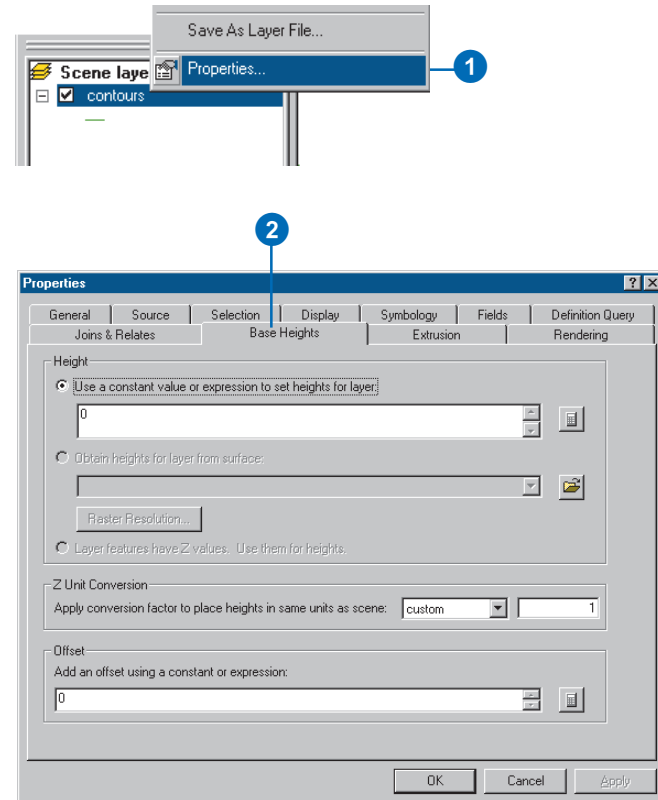 Save As Layer File...
Properties...
1
Scene laye
contours
2
Properties
General Source Selection Display Symbology Fields Definition Query
Joins & Relates Base Heights Extrusion Rendering
Height
Use a constant value or expression to set heights for layer:
0
Obtain heights for layer from surface:
Raster Resolution...
Layer features have Z values. Use them for heights.
Z Unit Conversion
Apply conversion factor to place heights in same units as scene: custom 1
Offset
Add an offset using a constant or expression:
0
OK Cancel Apply